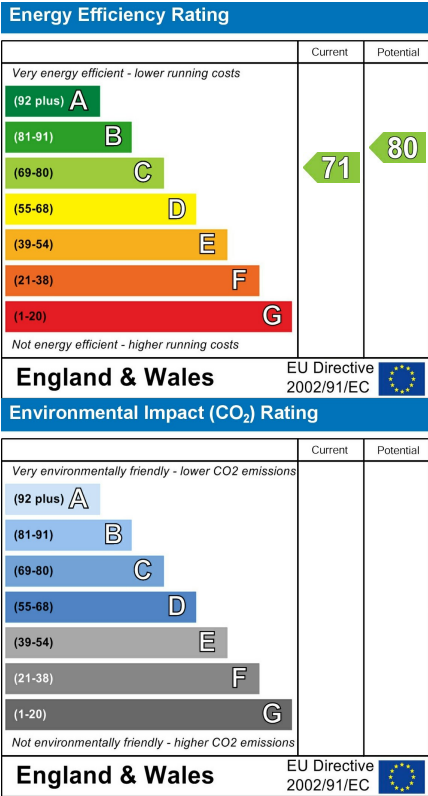 Energy Efficiency Rating
Current Potential
Very energy efficient - lower running costs
(92 plus) A
(81-91) B
(69-80) C
(55-68) D
(39-54) E
(21-38) F
(1-20) G
71
80
Not energy efficient - higher running costs
England & Wales
EU Directive
2002/91/EC
Environmental Impact (CO₂) Rating
Current Potential
Very environmentally friendly - lower CO2 emissions
(92 plus) A
(81-91) B
(69-80) C
(55-68) D
(39-54) E
(21-38) F
(1-20) G
Not environmentally friendly - higher CO2 emissions
England & Wales
EU Directive
2002/91/EC